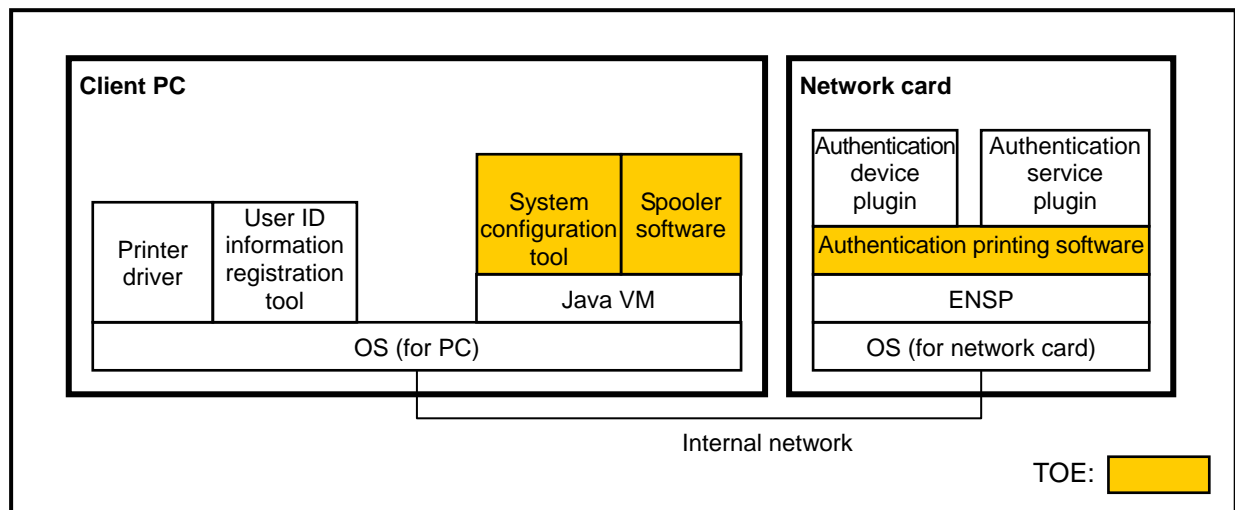 Client PC
Printer
driver
User ID
information
registration
tool
System
configuration
tool
Spooler
software
Java VM
OS (for PC)
Network card
Authentication
device
plugin
Authentication
service
plugin
Authentication printing software
ENSP
OS (for network card)
Internal network
TOE: